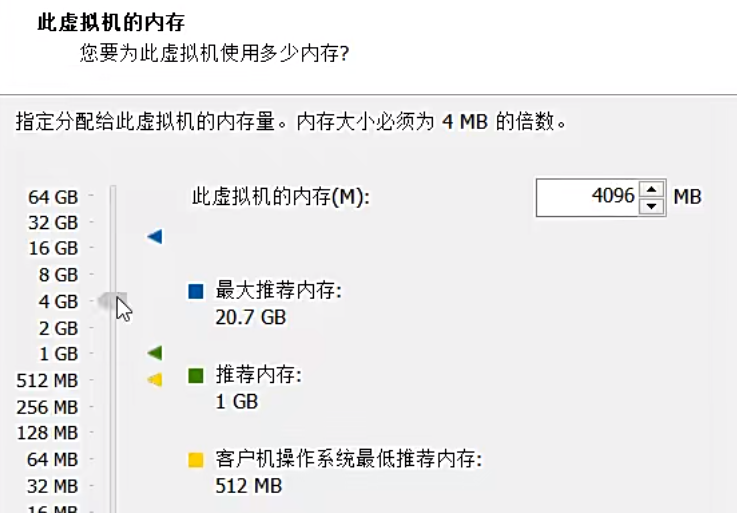 此虚拟机的内存
您要为此虚拟机使用多少内存?
指定分配给此虚拟机的内存量。内存大小必须为 4 MB 的倍数。
64 GB
此虚拟机的内存(M):
4096
MB
32 GB
16 GB
8 GB
最大推荐内存:
4 GB
20.7 GB
2 GB
1 GB
推荐内存:
512 MB
1 GB
256 MB
128 MB
64 MB
客户机操作系统最低推荐内存:
32 MB
512 MB
16 MB